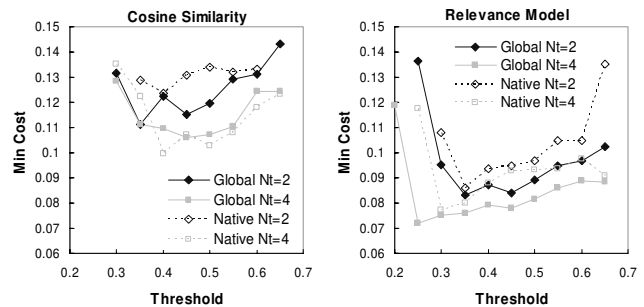 Cosine Similarity
Min Cost
0.15
0.14
0.13
0.12
0.11
0.1
0.09
0.08
0.07
0.06
Global Nt=2
Global Nt=4
Native Nt=2
Native Nt=4
0.2 0.3 0.4 0.5 0.6 0.7
Threshold
Relevance Model
Min Cost
0.15
0.14
0.13
0.12
0.11
0.1
0.09
0.08
0.07
0.06
Global Nt=2
Global Nt=4
Native Nt=2
Native Nt=4
0.2 0.3 0.4 0.5 0.6 0.7
Threshold